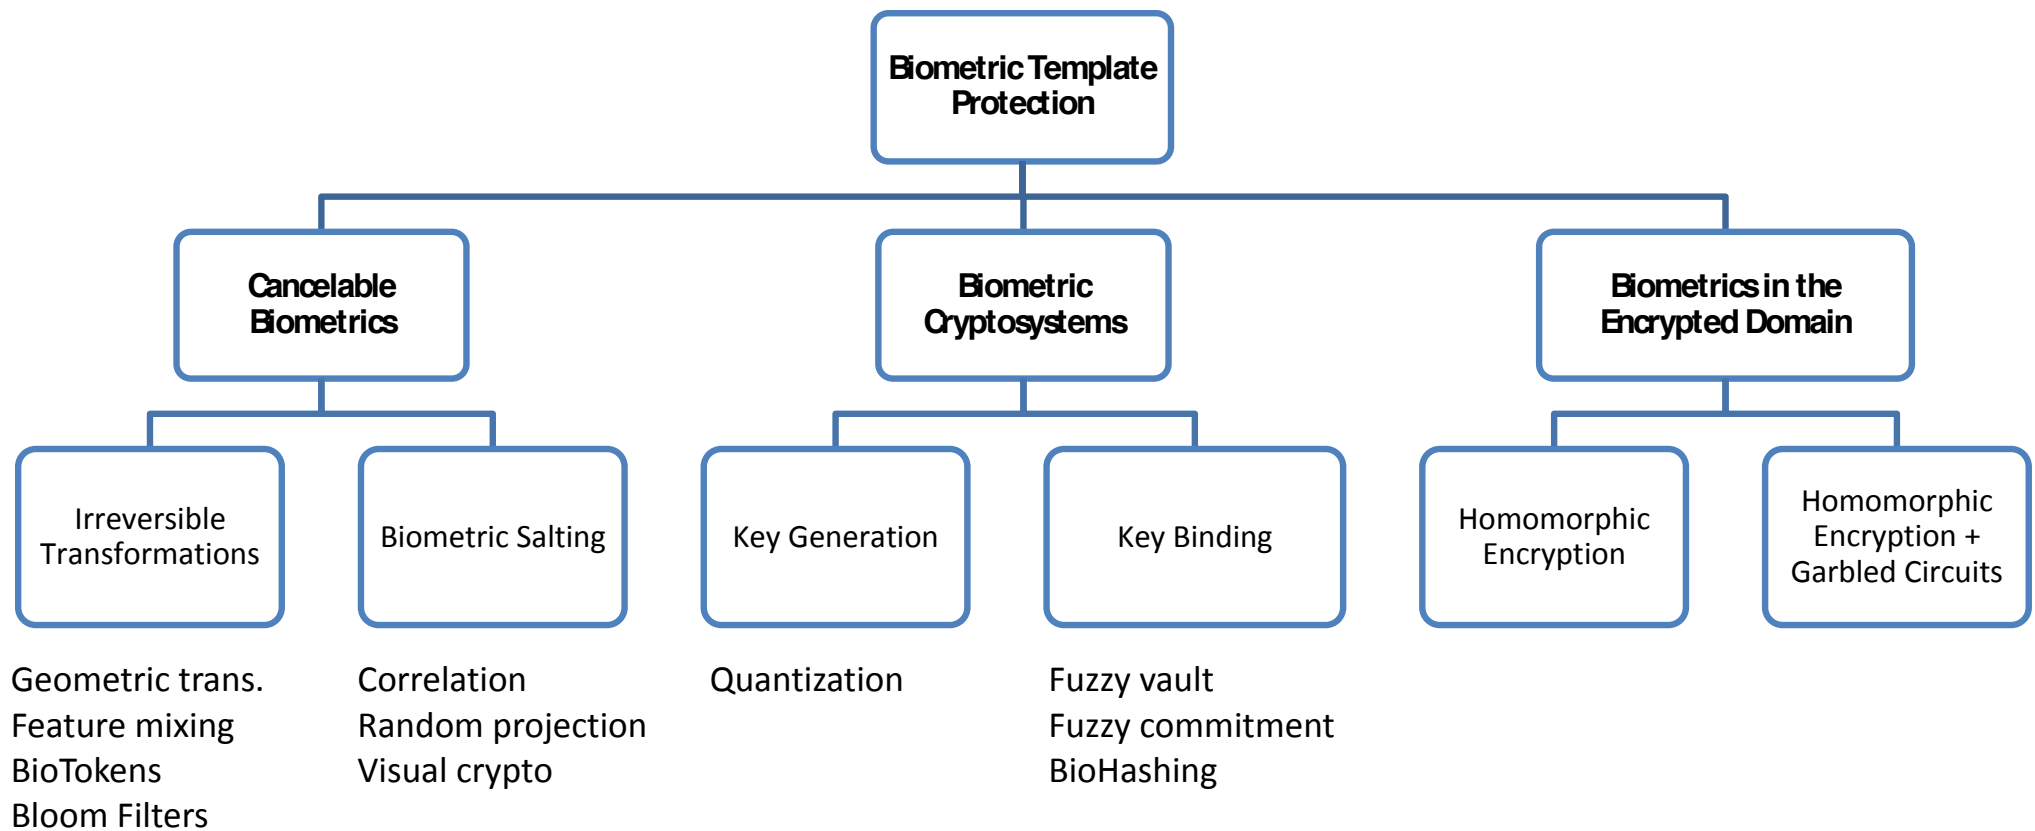 Biometric Template
Protection
Cancelable
Biometrics
Biometric
Cryptosystems
Biometrics in the
Encrypted Domain
Irreversible
Transformations
Biometric Salting
Key Generation
Key Binding
Homomorphic
Encryption
Homomorphic
Encryption +
Garbled Circuits
Geometric trans.
Feature mixing
BioTokens
Bloom Filters
Correlation
Random projection
Visual crypto
Quantization
Fuzzy vault
Fuzzy commitment
BioHashing